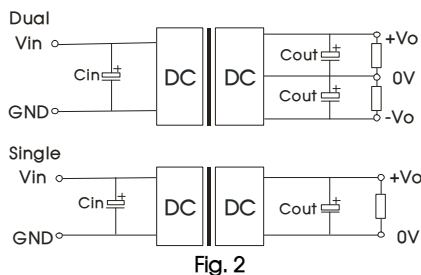 Dual
Vin
Cin
+
DC
DC
Cout
+
Cout
+
+Vo
0V
-Vo
GND
Single
Vin
Cin
+
DC
DC
Cout
+
+Vo
0V
GND
Fig. 2